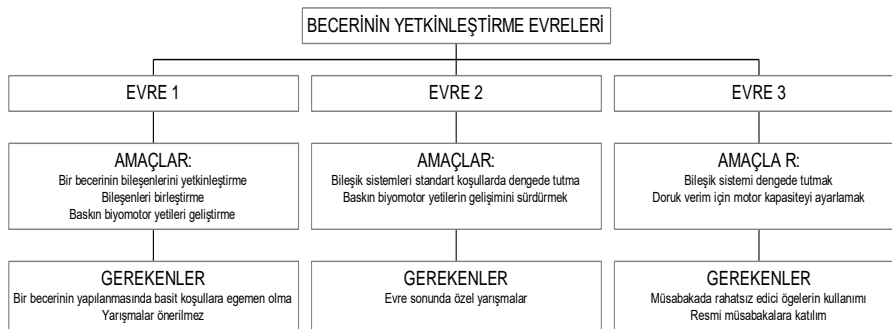 BECERİNİN YETKİNLEŞTİRME EVRELERİ
EVRE 1
EVRE 2
EVRE 3
AMAÇLAR:
Bir becerinin bileşenlerini yetkinleştirme
Bileşenleri birleştirme
Baskın biyomotor yetileri geliştirme
AMAÇLAR:
Bileşik sistemleri standart koşullarda dengede tutma
Baskın biyomotor yetilerin gelişimini sürdürmek
AMAÇLA R:
Bileşik sistemi dengede tutmak
Doruk verim için motor kapasiteyi ayarlamak
GEREKENLER
Bir becerinin yapılanmasında basit koşullara egemen olma
Yarışmalar önerilmez
GEREKENLER
Evre sonunda özel yarışmalar
GEREKENLER
Müsabakada rahatsız edici ögelerin kullanımı
Resmi müsabakalara katılım